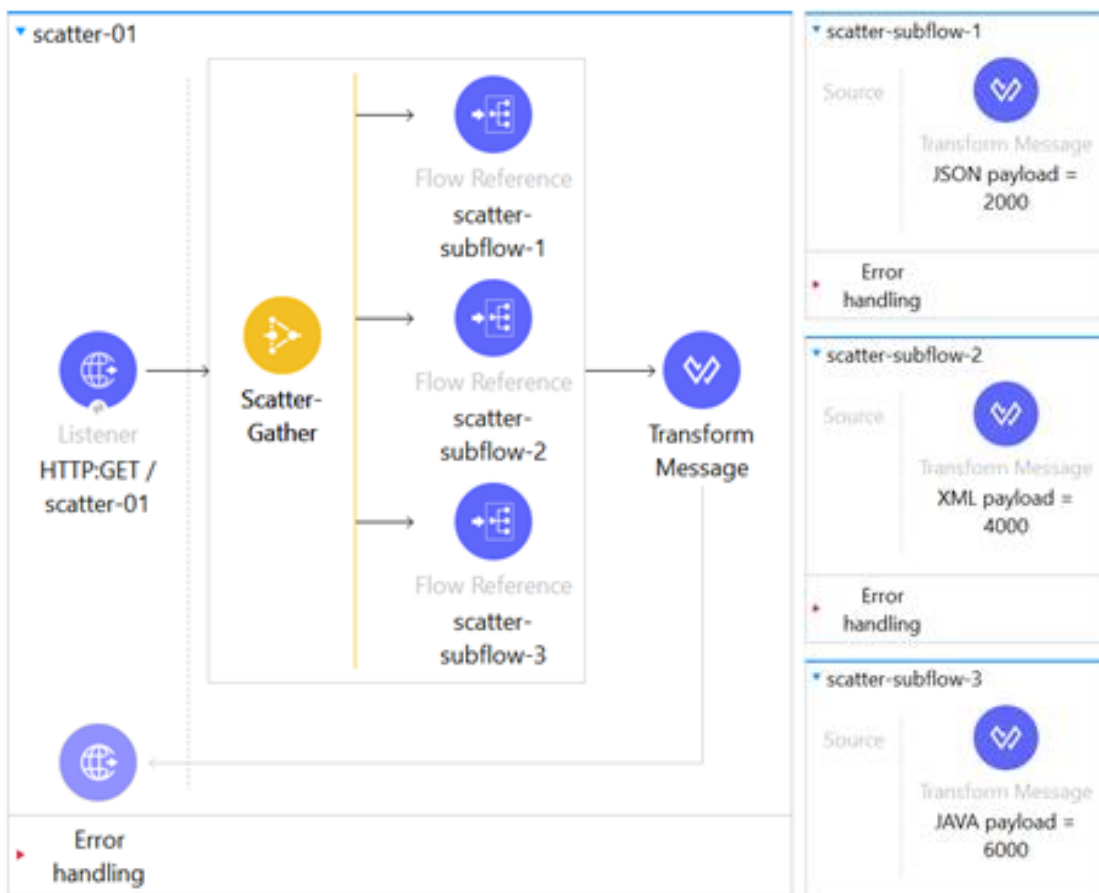 scatter-01
Flow Reference
scatter-
subflow-1
Scatter-
Gather
Flow Reference
scatter-
subflow-2
Listener
HTTP:GET /
scatter-01
Transform
Message
Flow Reference
scatter-
subflow-3
Error
handling
scatter-subflow-1
Source
Transform Message
JSON payload =
2000
Error
handling
scatter-subflow-2
Source
Transform Message
XML payload =
4000
Error
handling
scatter-subflow-3
Source
Transform Message
JAVA payload =
6000